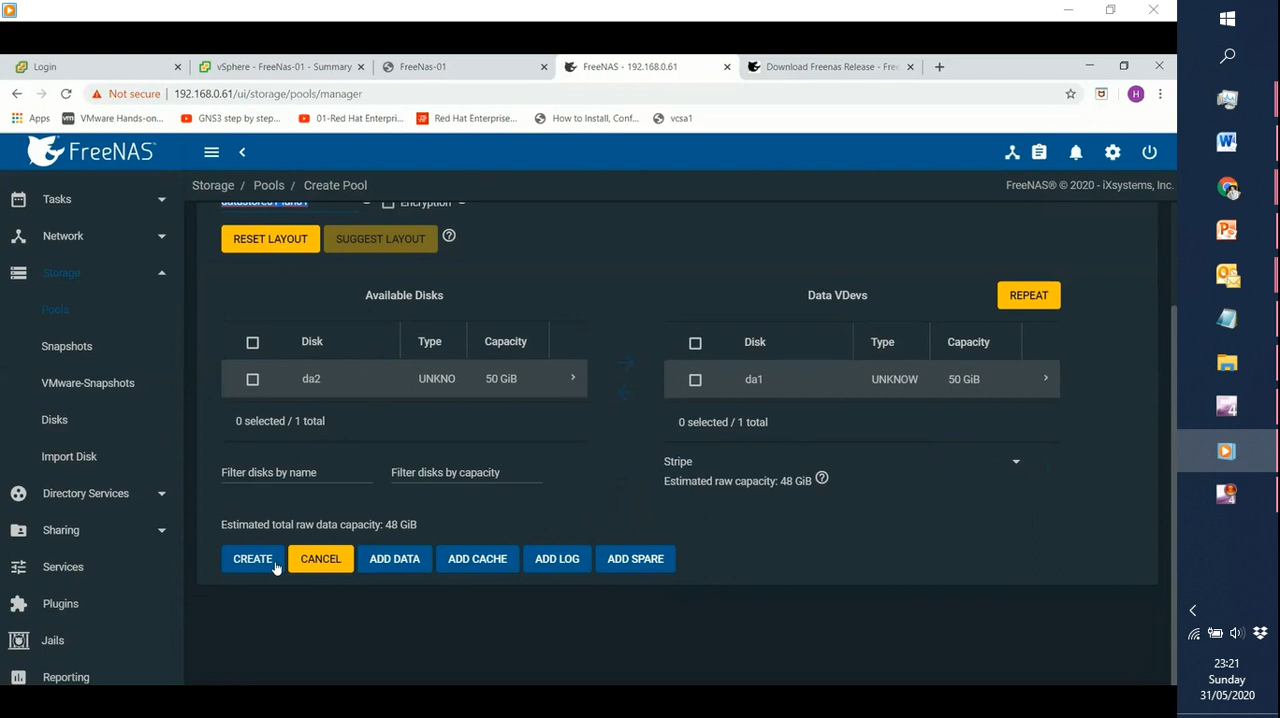 Login
vSphere - FreeNas-01 - Summary
FreeNas-01
FreeNAS - 192.168.0.61
Download Freenas Release - Free
Not secure
192.168.0.61/ui/storage/pools/manager
Apps
VMware Hands-on...
GNS3 step by step...
01-Red Hat Enterpri...
Red Hat Enterprise...
How to Install, Conf...
vcsa1
FreeNAS
Storage / Pools / Create Pool
FreeNAS® © 2020 - iXsystems, Inc.
Tasks
Network
Storage
Pools
Snapshots
VMware-Snapshots
Disks
Import Disk
Directory Services
Sharing
Services
Plugins
Jails
Reporting
Encryption
RESET LAYOUT
SUGGEST LAYOUT
Available Disks
Disk Type Capacity
da2 UNKNO 50 GiB
0 selected / 1 total
Filter disks by name
Filter disks by capacity
Data VDevs
REPEAT
Disk Type Capacity
da1 UNKNOW 50 GiB
0 selected / 1 total
Stripe
Estimated raw capacity: 48 GiB
Estimated total raw data capacity: 48 GiB
CREATE
CANCEL
ADD DATA
ADD CACHE
ADD LOG
ADD SPARE
23:21
Sunday
31/05/2020